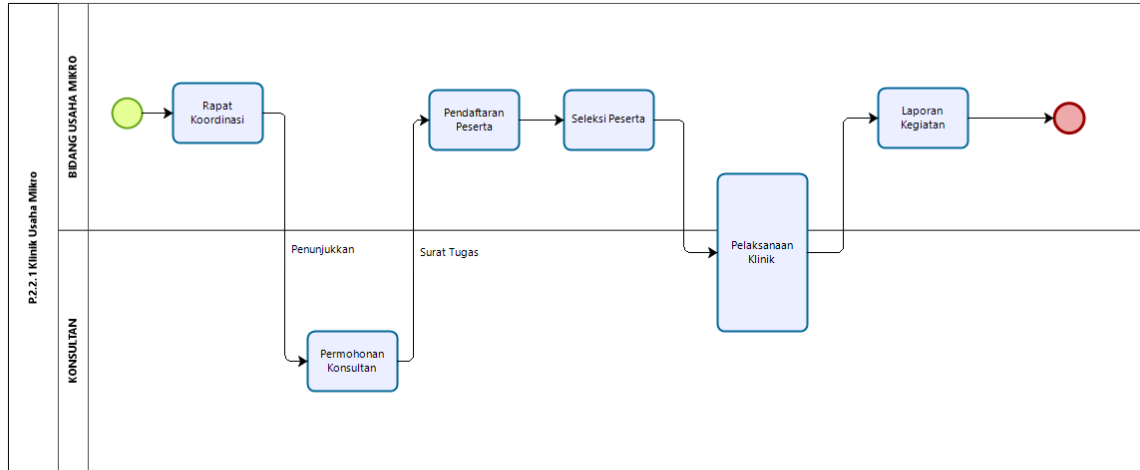 P.2.2.1 Klinik Usaha Mikro
BIDANG USAHA MIKRO
Rapat
Koordinasi
Pendaftaran
Peserta
Seleksi Peserta
Laporan
Kegiatan
Penunjukkan
Surat Tugas
Pelaksanaan
Klinik
KONSULTAN
Permohonan
Konsultan